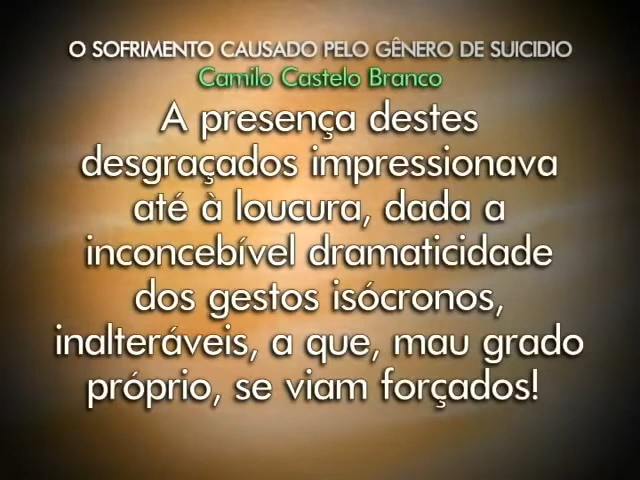 O SOFRIMENTO CAUSADO PELO GÊNERO DE SUICIDIO
Camilo Castelo Branco
A presença destes
desgraçados impressionava
até à loucura, dada a
inconcebível dramaticidade
dos gestos isócronos,
inalteráveis, a que, mau grado
próprio, se viam forçados!